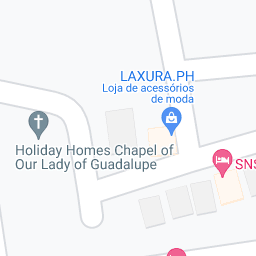 LAXURA.PH
Loja de acessórios
de moda
Holiday Homes Chapel of
Our Lady of Guadalupe
SNS